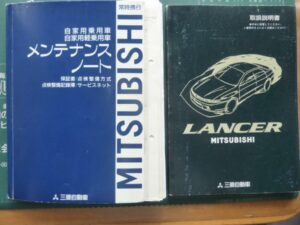 常時携行
自家用乗用車
自家用軽乗用車
メンテナンス
ノート
保証書・点検整備方式
点検整備記録簿・サービスネット
MITSUBISHI
三菱自動車
取扱説明書
LANCER
MITSUBISHI
三菱自動車